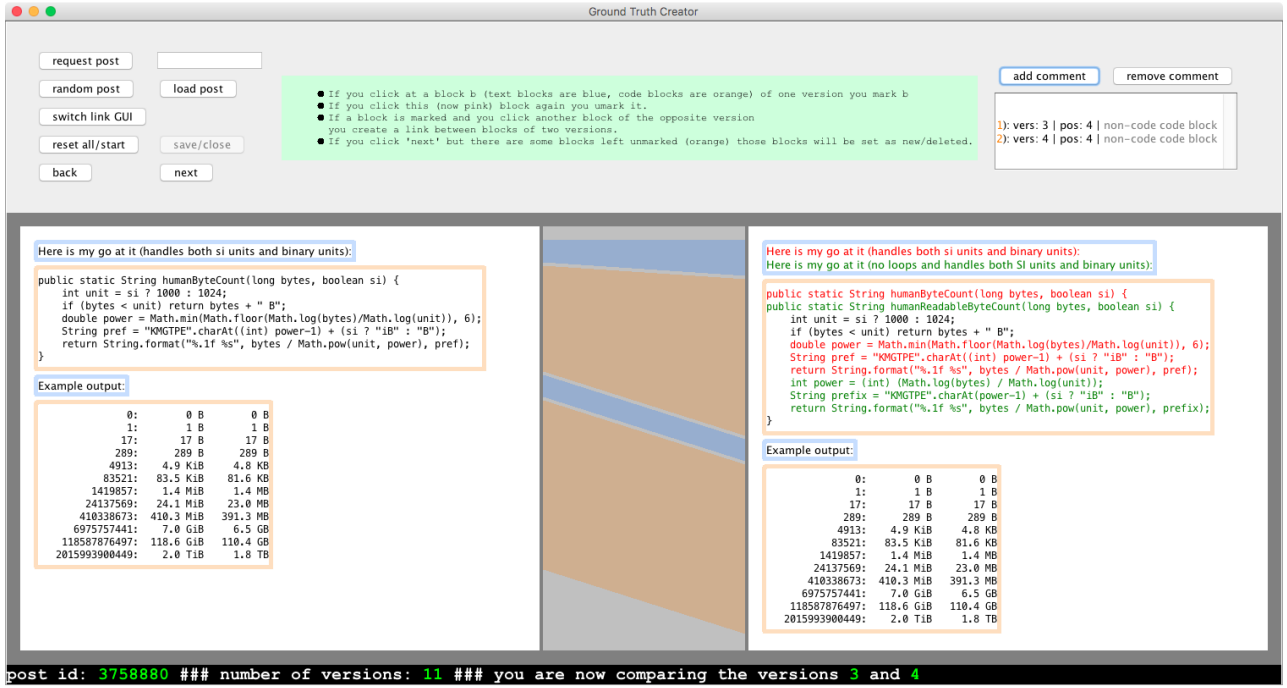 Ground Truth Creator
request post
random post
load post
switch link GUI
reset all/start
save/close
back
next
● If you click at a block b (text blocks are blue, code blocks are orange) of one version you mark b
● If you click this (now pink) block again you umark it.
● If a block is marked and you click another block of the opposite version
you create a link between blocks of two versions.
● If you click 'next' but there are some blocks left unmarked (orange) those blocks will be set as new/deleted.
add comment
remove comment
1): vers: 3 | pos: 4 | non-code code block
2): vers: 4 | pos: 4 | non-code code block
Here is my go at it (handles both si units and binary units):
public static String humanByteCount(long bytes, boolean si) {
int unit = si ? 1000 : 1024;
if (bytes < unit) return bytes + " B";
double power = Math.min(Math.floor(Math.log(bytes)/Math.log(unit)), 6);
String pref = "KMGTPE".charAt((int) power-1) + (si ? "iB" : "B");
return String.format("%.1f %s", bytes / Math.pow(unit, power), pref);
}
Example output:
0: 0 B 0 B
1: 1 B 1 B
17: 17 B 17 B
289: 289 B 289 B
4913: 4.9 KiB 4.8 KB
83521: 83.5 KiB 81.6 KB
1419857: 1.4 MiB 1.4 MB
24137569: 24.1 MiB 23.0 MB
410338673: 410.3 MiB 391.3 MB
6975757441: 7.0 GiB 6.5 GB
118587876497: 118.6 GiB 110.4 GB
2015993900449: 2.0 TiB 1.8 TB
Here is my go at it (handles both si units and binary units):
Here is my go at it (no loops and handles both SI units and binary units):
public static String humanByteCount(long bytes, boolean si) {
public static String humanReadableByteCount(long bytes, boolean si) {
int unit = si ? 1000 : 1024;
if (bytes < unit) return bytes + " B";
double power = Math.min(Math.floor(Math.log(bytes)/Math.log(unit)), 6);
String pref = "KMGTPE".charAt((int) power-1) + (si ? "iB" : "B");
return String.format("%.1f %s", bytes / Math.pow(unit, power), pref);
int power = (int) (Math.log(bytes) / Math.log(unit));
String prefix = "KMGTPE".charAt(power-1) + (si ? "iB" : "B");
return String.format("%.1f %s", bytes / Math.pow(unit, power), prefix);
}
Example output:
0: 0 B 0 B
1: 1 B 1 B
17: 17 B 17 B
289: 289 B 289 B
4913: 4.9 KiB 4.8 KB
83521: 83.5 KiB 81.6 KB
1419857: 1.4 MiB 1.4 MB
24137569: 24.1 MiB 23.0 MB
410338673: 410.3 MiB 391.3 MB
6975757441: 7.0 GiB 6.5 GB
118587876497: 118.6 GiB 110.4 GB
2015993900449: 2.0 TiB 1.8 TB
post id: 3758880 ### number of versions: 11 ### you are now comparing the versions 3 and 4